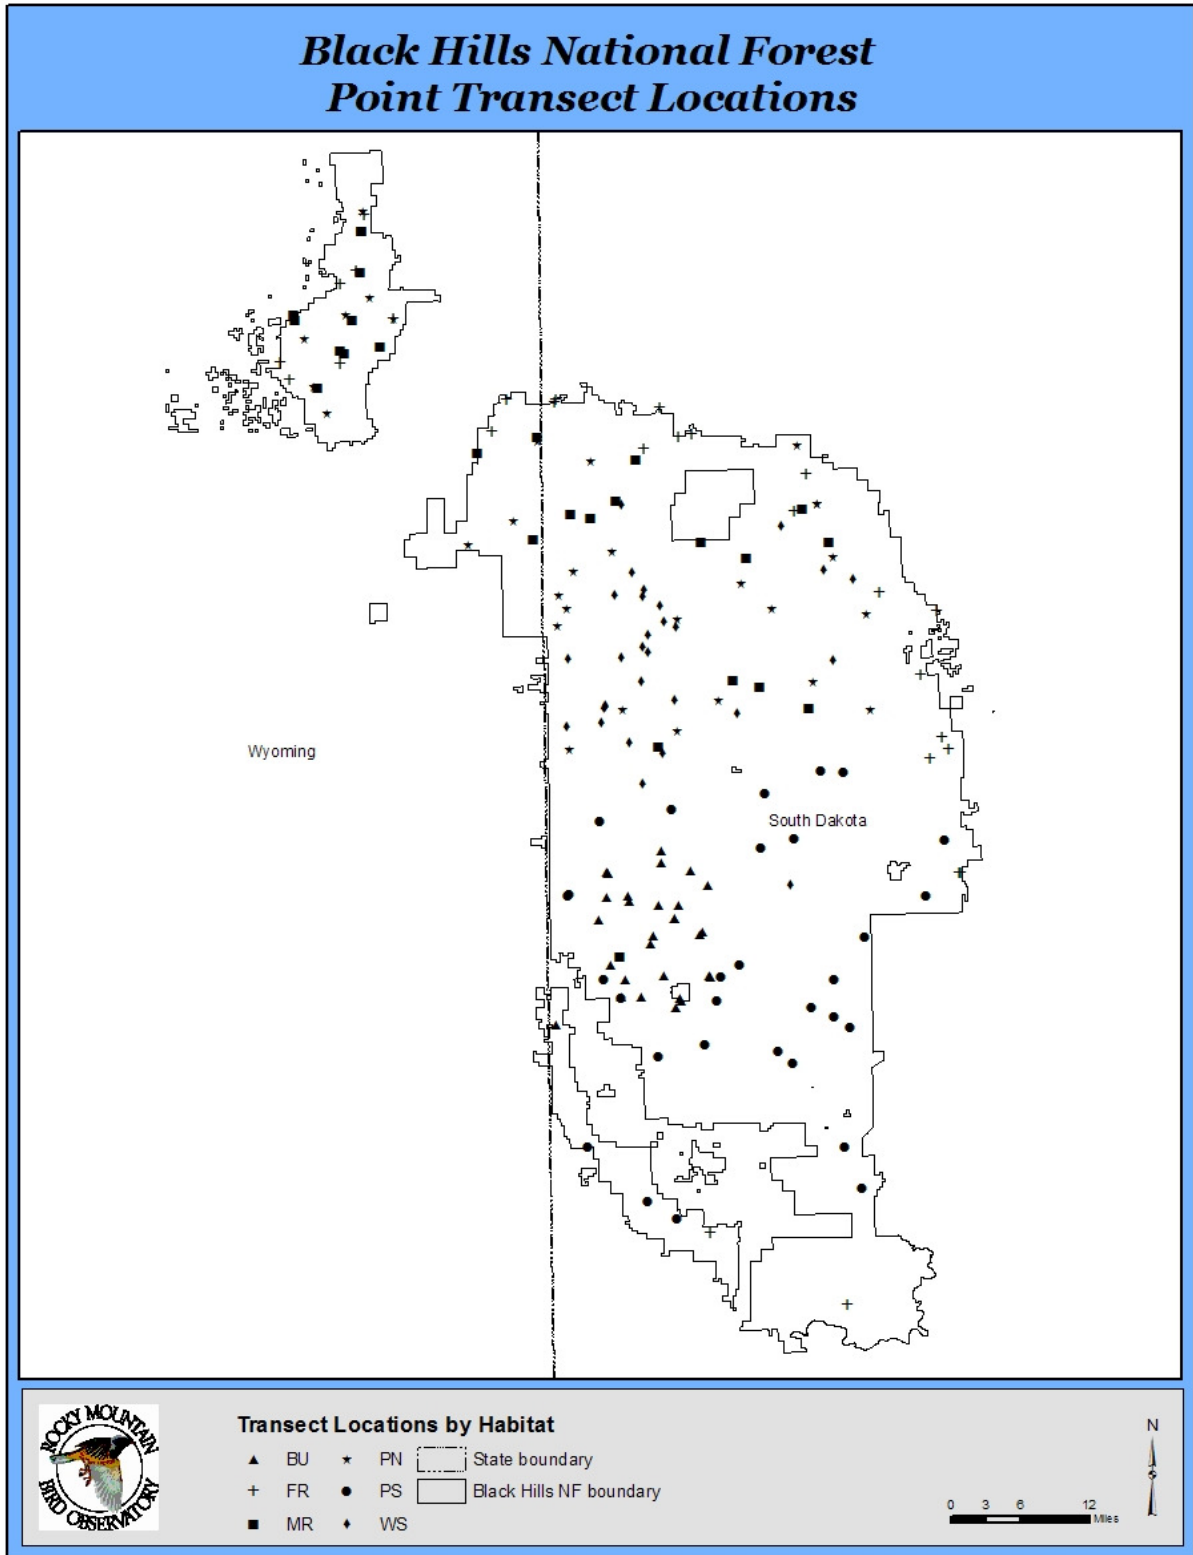 Black Hills National Forest
Point Transect Locations
Wyoming
South Dakota
ROCKY MOUNTAIN
BIRD OBSERVATORY
Transect Locations by Habitat
BU PN State boundary
FR PS Black Hills NF boundary
MR WS
N
0 3 6 12
Miles